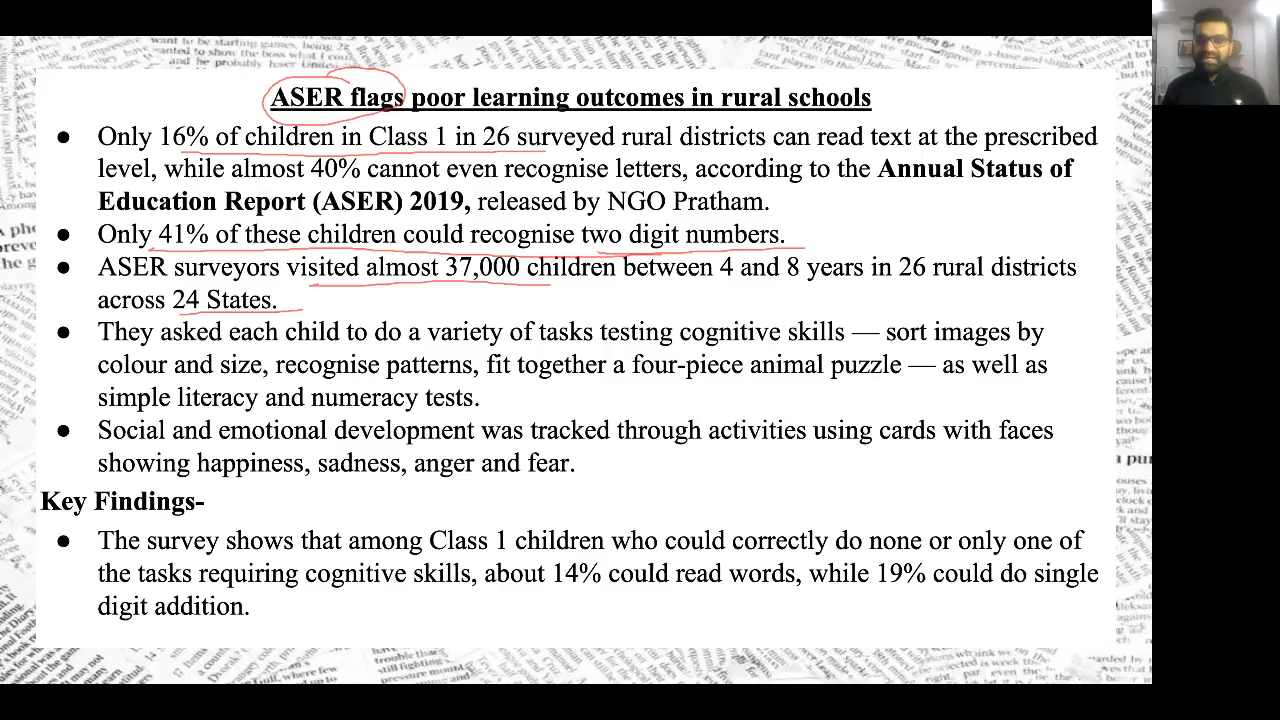 ASER flags poor learning outcomes in rural schools
● Only 16% of children in Class 1 in 26 surveyed rural districts can read text at the prescribed
level, while almost 40% cannot even recognise letters, according to the Annual Status of
Education Report (ASER) 2019, released by NGO Pratham.
● Only 41% of these children could recognise two digit numbers.
● ASER surveyors visited almost 37,000 children between 4 and 8 years in 26 rural districts
across 24 States.
● They asked each child to do a variety of tasks testing cognitive skills — sort images by
colour and size, recognise patterns, fit together a four-piece animal puzzle — as well as
simple literacy and numeracy tests.
● Social and emotional development was tracked through activities using cards with faces
showing happiness, sadness, anger and fear.
Key Findings-
● The survey shows that among Class 1 children who could correctly do none or only one of
the tasks requiring cognitive skills, about 14% could read words, while 19% could do single
digit addition.